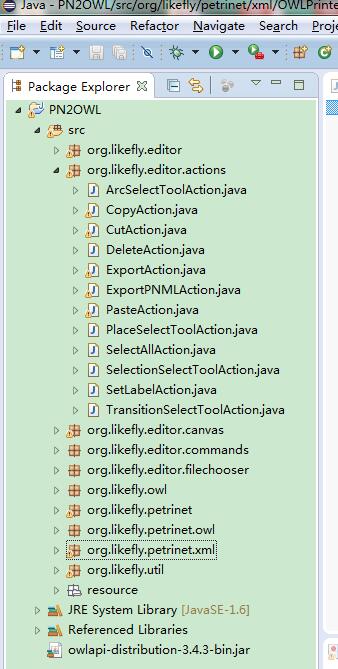 Java - PN2OWL/src/org/likefly/petrinet/xml/OWLPrinte
File Edit Source Refactor Navigate Search Proje
Package Explorer
PN2OWL
src
org.likefly.editor
org.likefly.editor.actions
ArcSelectToolAction.java
CopyAction.java
CutAction.java
DeleteAction.java
ExportAction.java
ExportPNMLAction.java
PasteAction.java
PlaceSelectToolAction.java
SelectAllAction.java
SelectionSelectToolAction.java
SetLabelAction.java
TransitionSelectToolAction.java
org.likefly.editor.canvas
org.likefly.editor.commands
org.likefly.editor.filechooser
org.likefly.owl
org.likefly.petrinet
org.likefly.petrinet.owl
org.likefly.petrinet.xml
org.likefly.util
resource
JRE System Library [JavaSE-1.6]
Referenced Libraries
owlapi-distribution-3.4.3-bin.jar